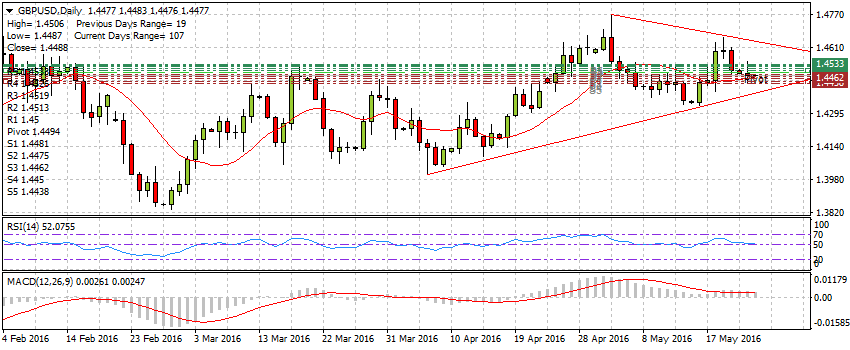 GBPUSD,Daily 1.4477 1.4483 1.4476 1.4477
High= 1.4506 Previous Days Range= 19
Low= 1.4487 Current Days Range= 107
Close= 1.4488
R3 1.4519
R2 1.4513
R1 1.45
Pivot 1.4494
S1 1.4481
S2 1.4475
S3 1.4462
S4 1.445
S5 1.4438
1.4770
1.4610
1.4533
1.4462
1.4295
1.4140
1.3980
1.3820
RSI(14) 52.0755
100
70
50
20
0
MACD(12,26,9) 0.00261 0.00247
0.01179
0.00
-0.01585
4 Feb 2016 14 Feb 2016 23 Feb 2016 3 Mar 2016 13 Mar 2016 22 Mar 2016 31 Mar 2016 10 Apr 2016 19 Apr 2016 28 Apr 2016 8 May 2016 17 May 2016